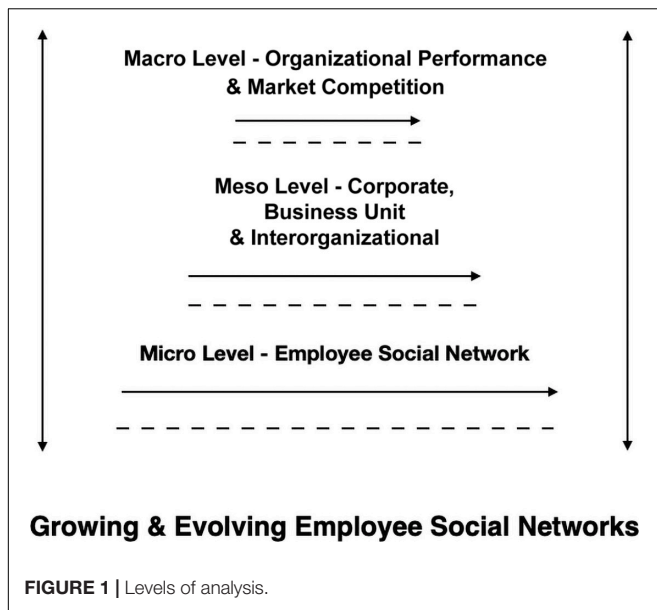 Macro Level - Organizational Performance
& Market Competition
Meso Level - Corporate,
Business Unit
& Interorganizational
Micro Level - Employee Social Network
Growing & Evolving Employee Social Networks
FIGURE 1 | Levels of analysis.